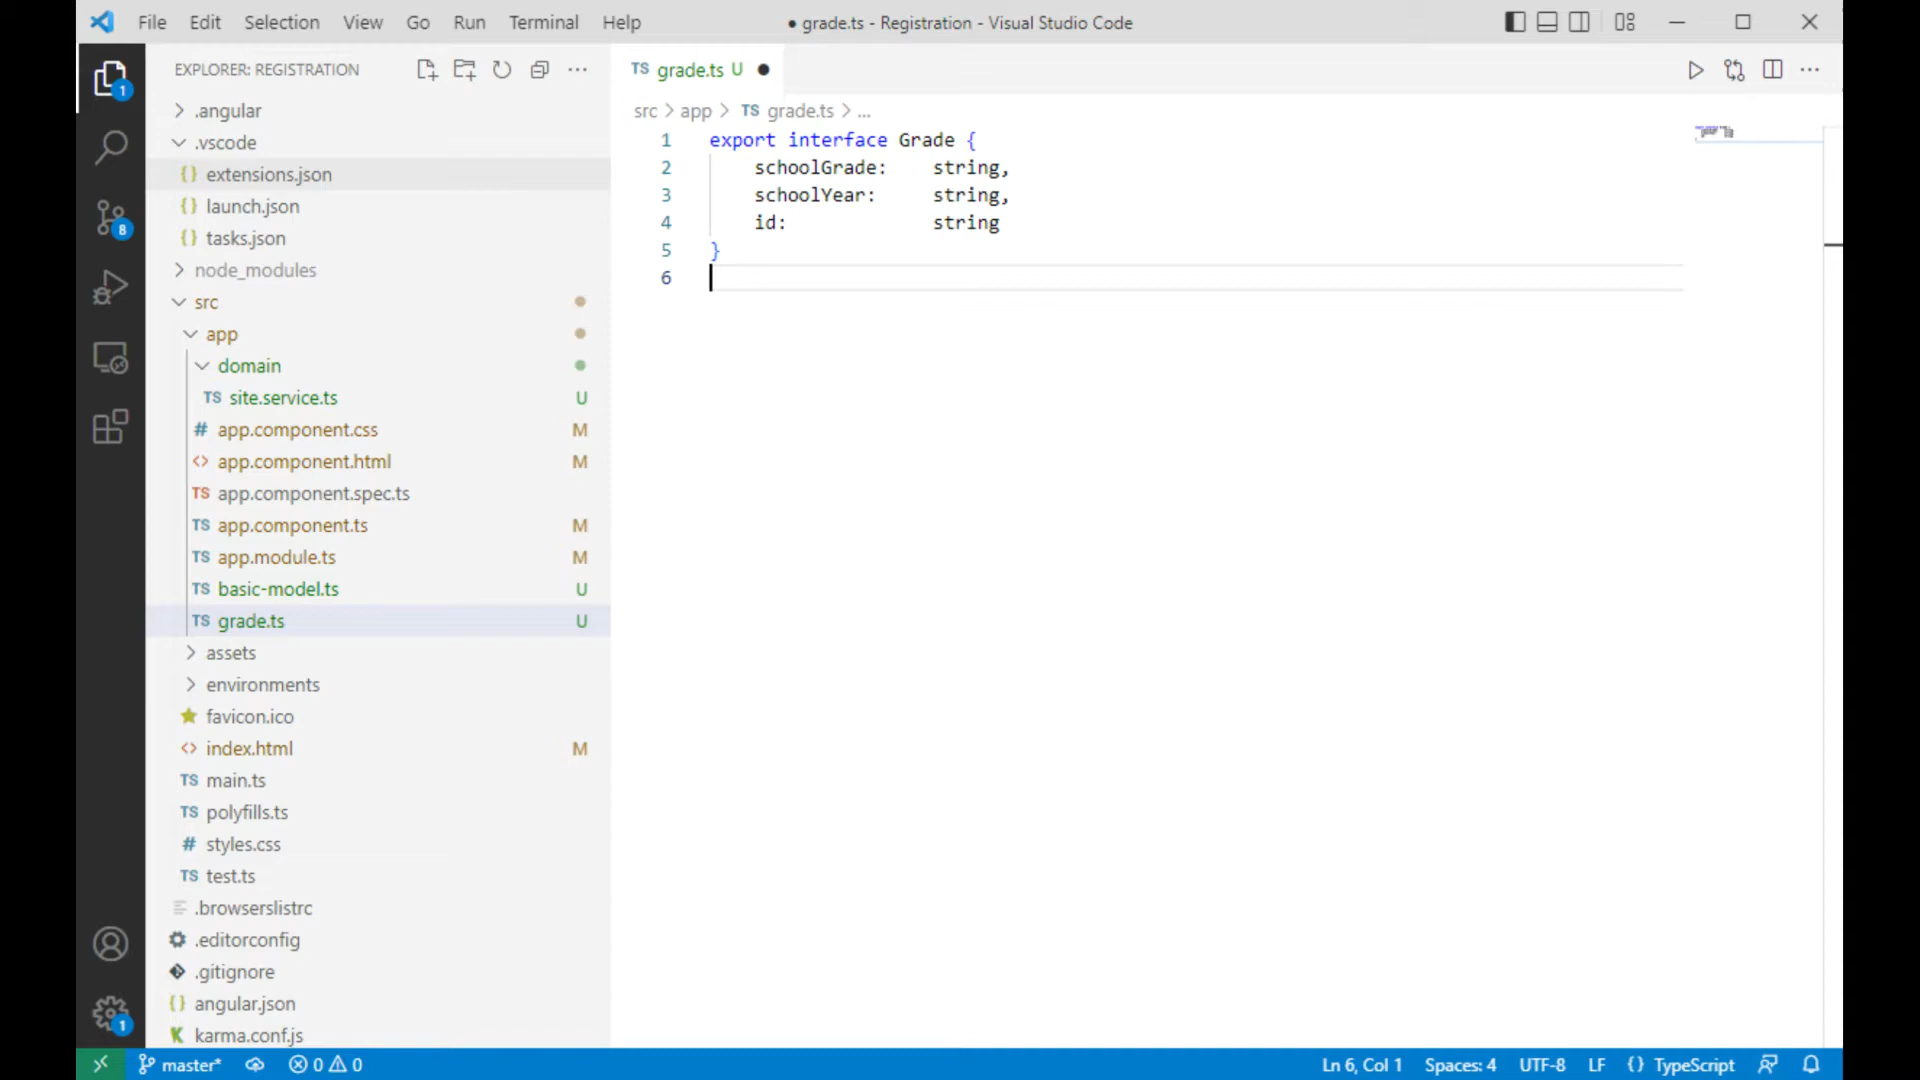 File Edit Selection View Go Run Terminal Help ● grade.ts - Registration - Visual Studio Code
EXPLORER: REGISTRATION
.angular
.vscode
{} extensions.json
{} launch.json
{} tasks.json
node_modules
src
app
domain
TS site.service.ts U
# app.component.css M
<> app.component.html M
TS app.component.spec.ts
TS app.component.ts M
TS app.module.ts M
TS basic-model.ts U
TS grade.ts U
assets
environments
favicon.ico
<> index.html M
TS main.ts
TS polyfills.ts
# styles.css
TS test.ts
.browserslistrc
.editorconfig
.gitignore
{} angular.json
K karma.conf.js
1
8
1
TS grade.ts U ●
src > app > TS grade.ts > ...
1 export interface Grade {
2 schoolGrade: string,
3 schoolYear: string,
4 id: string
5 }
6
master* 0 0 Ln 6, Col 1 Spaces: 4 UTF-8 LF {} TypeScript